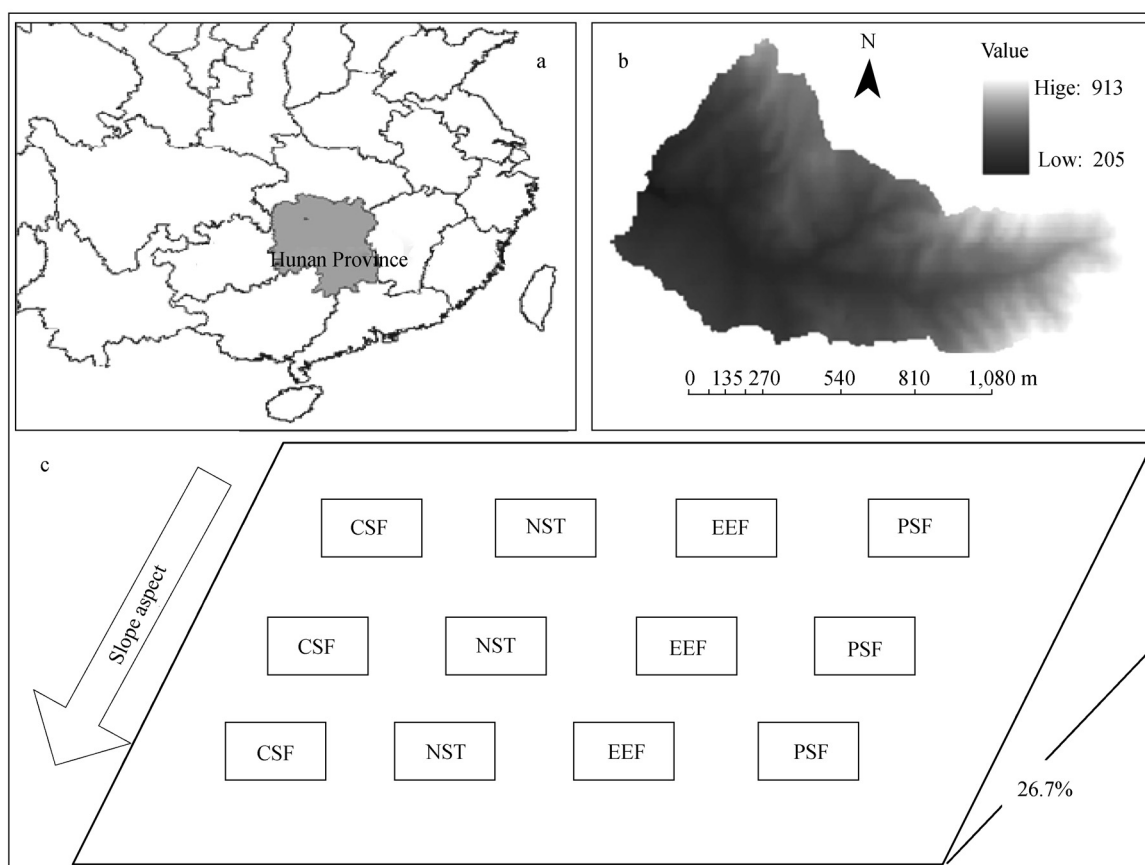 a
Hunan Province
b
N
Value
Hige: 913
Low: 205
0 135 270 540 810 1,080 m
c
Slope aspect
CSF NST EEF PSF
CSF NST EEF PSF
CSF NST EEF PSF
26.7%